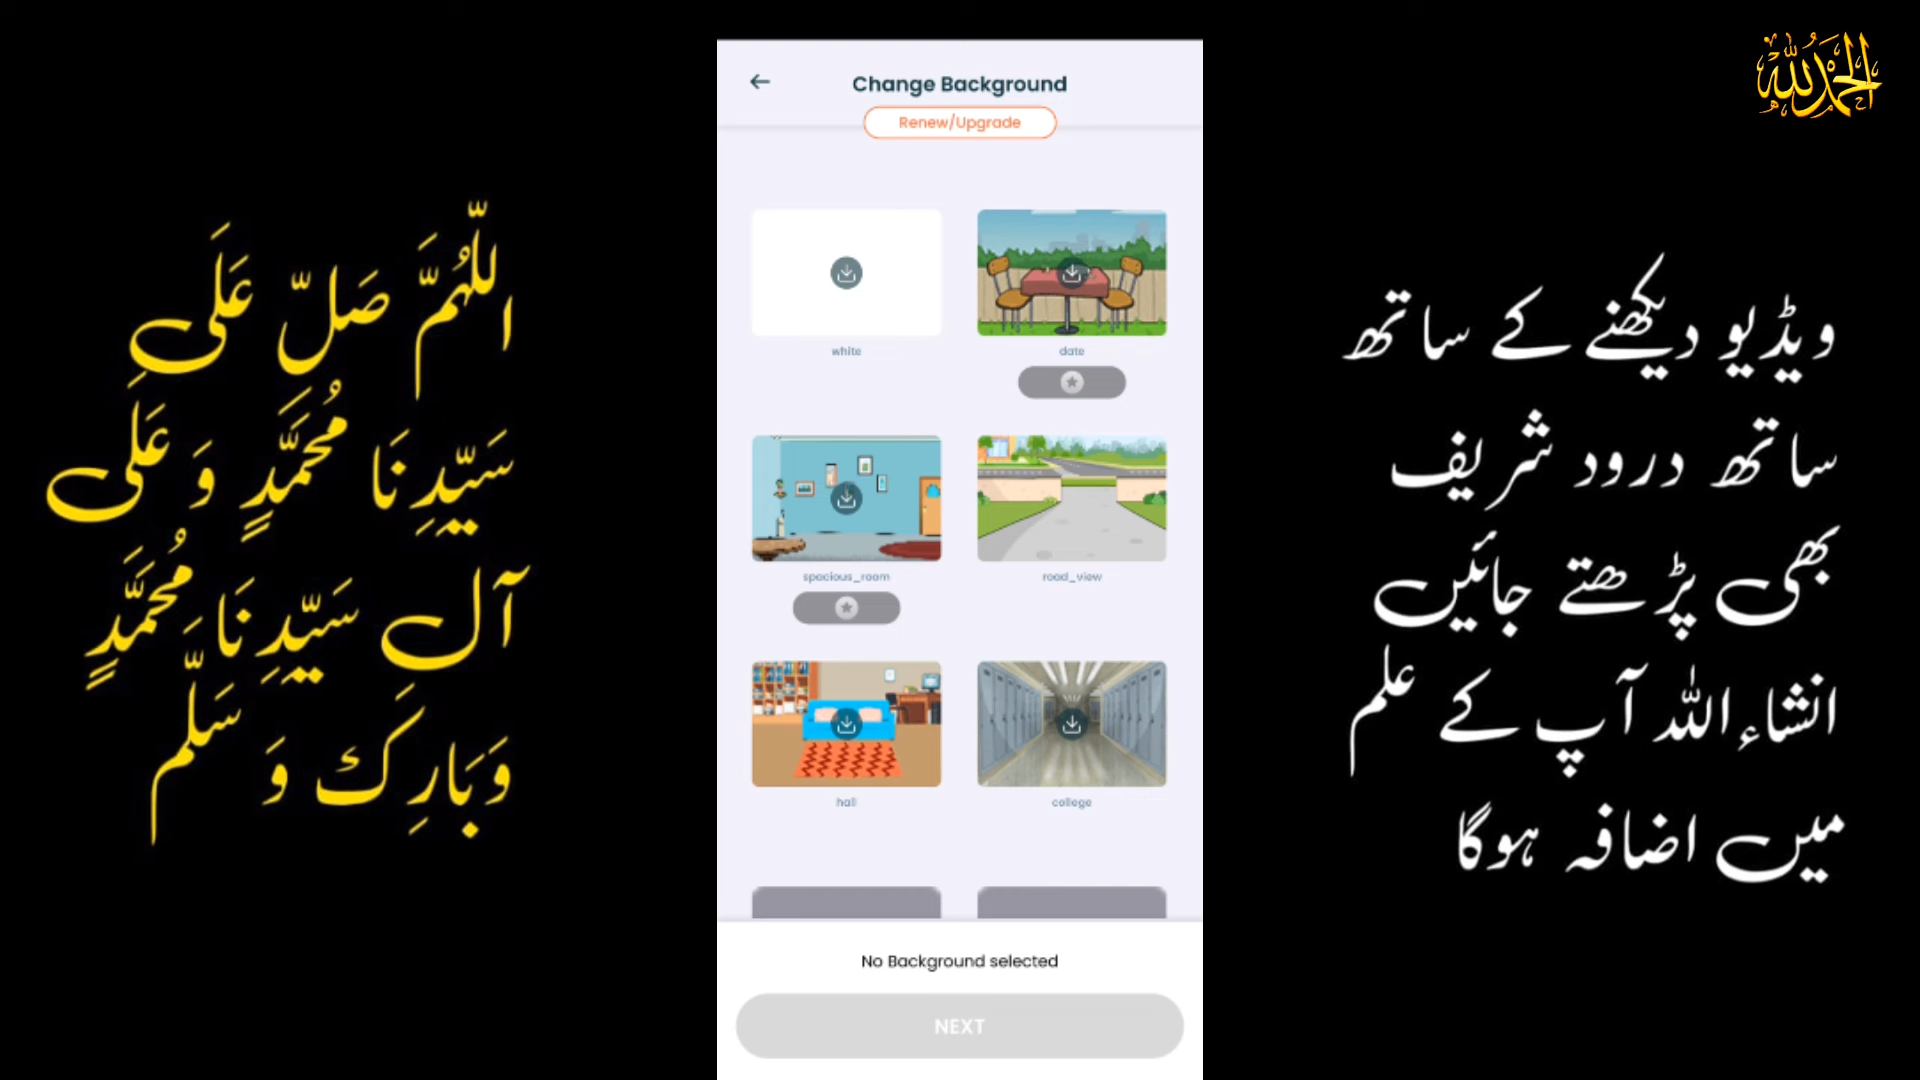 الحمدللہ
اَللّٰهُمَّ صَلِّ عَلٰی
سَيِّدِنَا مُحَمَّدٍ وَ عَلٰی
آلِ سَيِّدِنَا مُحَمَّدٍ
وَ بَارِك وَ سَلِّم
Change Background
Renew/Upgrade
white
date
spacious_room
road_view
hall
college
No Background selected
NEXT
ویڈیو دیکھنے کے ساتھ
ساتھ درود شریف
بھی پڑھتے جائیں
انشاءاللہ آپ کے علم
میں اضافہ ہوگا